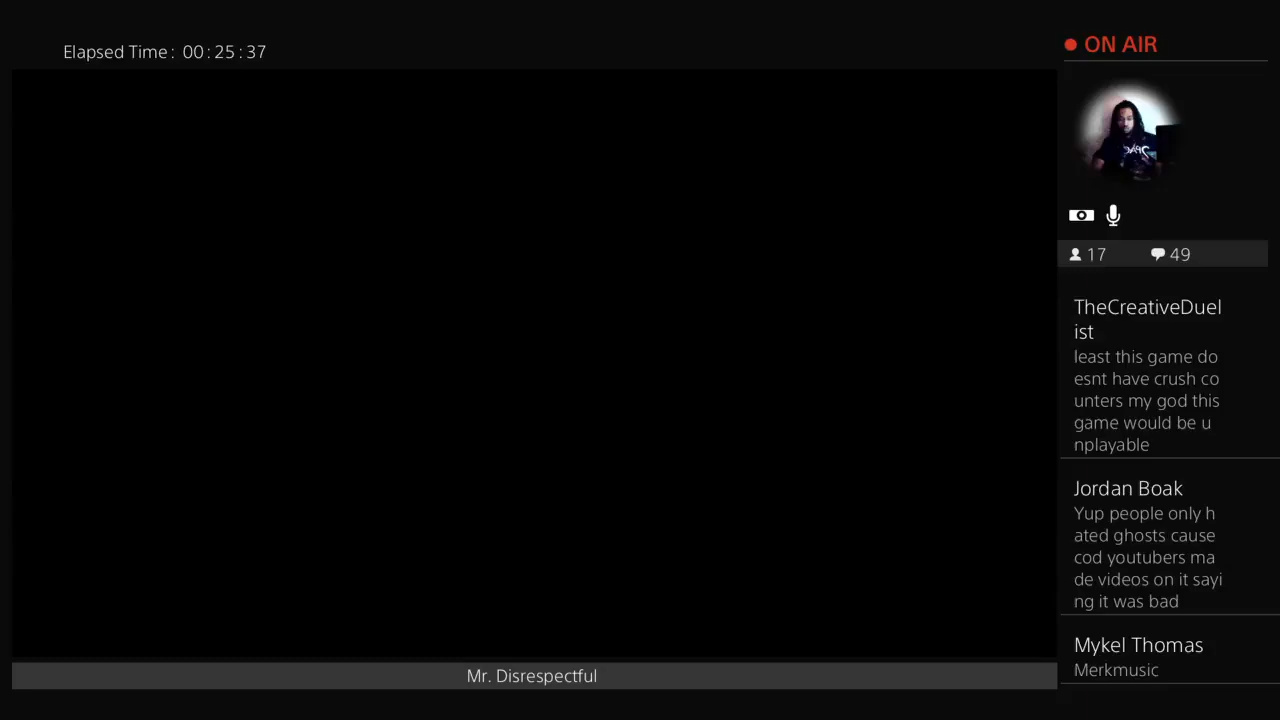 Elapsed Time: 00:25:37
ON AIR
17 49
TheCreativeDuel
ist
least this game do
esnt have crush co
unters my god this
game would be u
nplayable
Jordan Boak
Yup people only h
ated ghosts cause
cod youtubers ma
de videos on it sayi
ng it was bad
Mykel Thomas
Merkmusic
Mr. Disrespectful